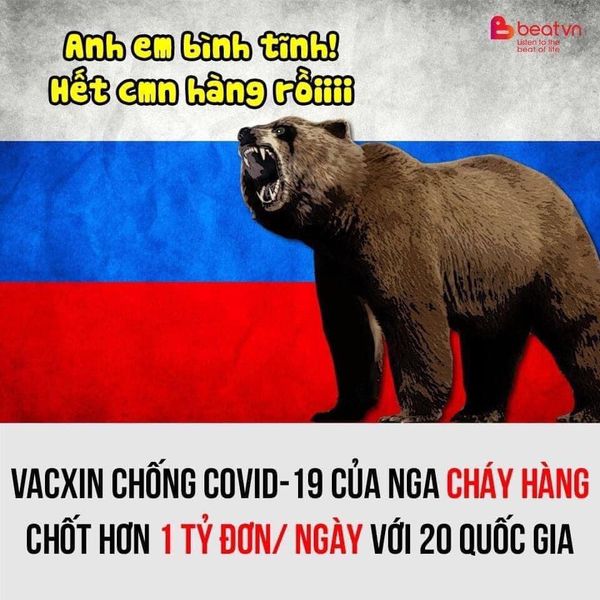 Anh em bình tĩnh!
Hết cmn hàng rồiiii
beatvn
Listen to the
beat of life
VACXIN CHỐNG COVID-19 CỦA NGA CHÁY HÀNG
CHỐT HƠN 1 TỶ ĐƠN/ NGÀY VỚI 20 QUỐC GIA